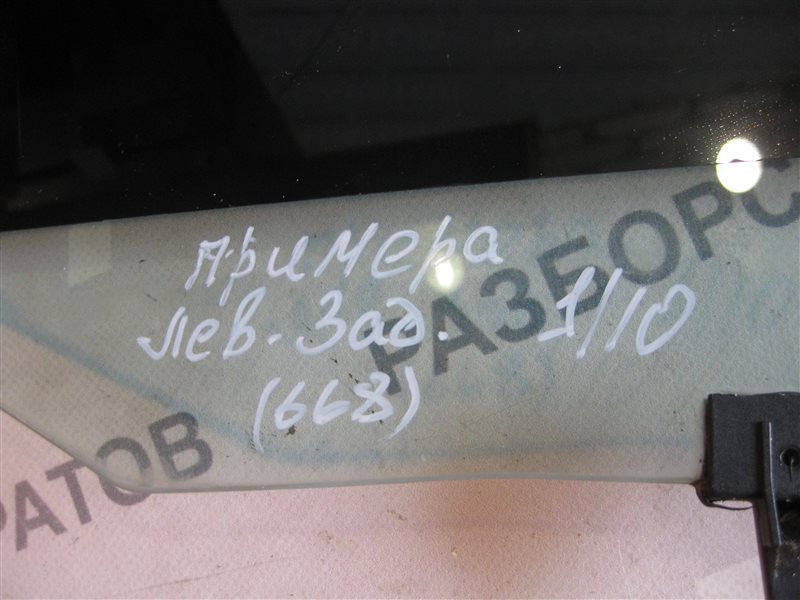 Примера
лев. Зад. 1/10
(668)
РАЗБОРС
РАТОВ